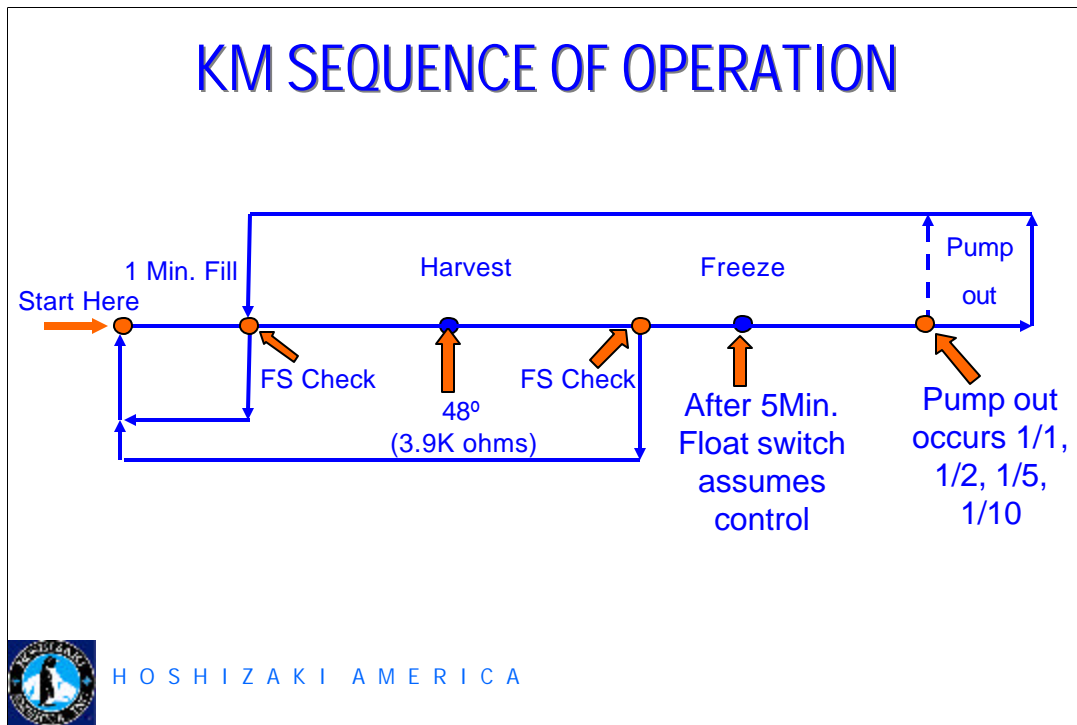 KM SEQUENCE OF OPERATION
1 Min. Fill
Harvest
Freeze
Pump
out
Start Here
FS Check
48º
(3.9K ohms)
FS Check
After 5Min.
Float switch
assumes
control
Pump out
occurs 1/1,
1/2, 1/5,
1/10
HOSHIZAKI AMERICA